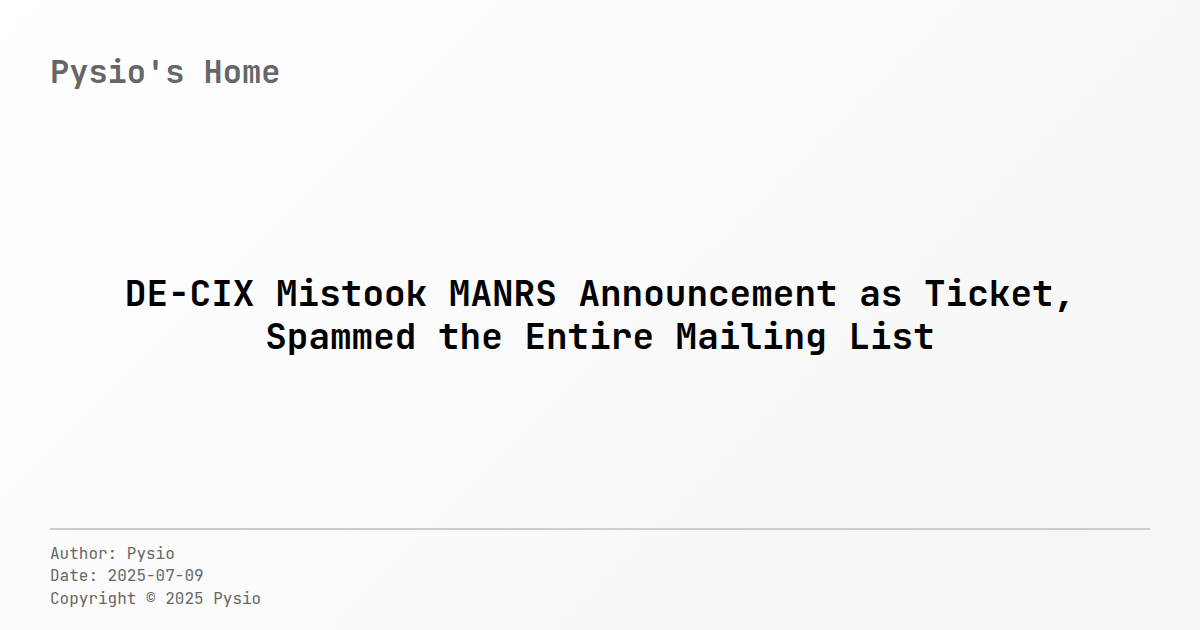 Pysio's Home
DE-CIX Mistook MANRS Announcement as Ticket,
Spammed the Entire Mailing List
Author: Pysio
Date: 2025-07-09
Copyright © 2025 Pysio